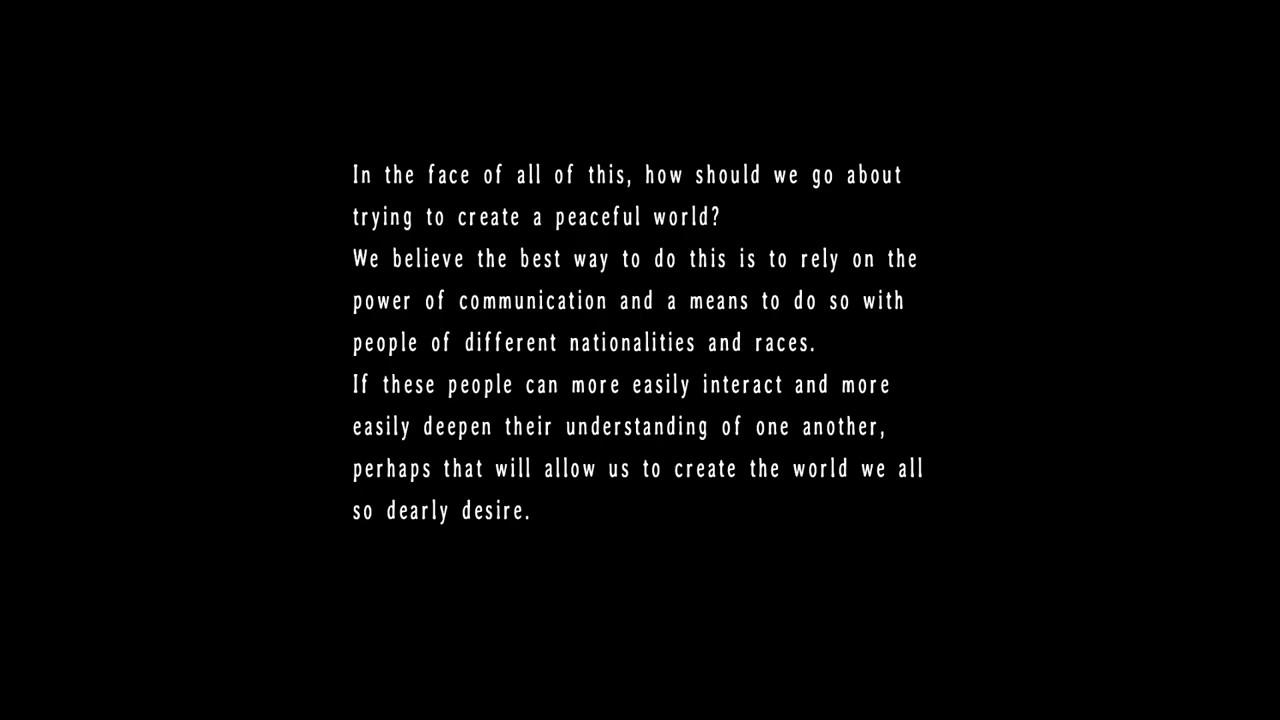 In the face of all of this, how should we go about
trying to create a peaceful world?
We believe the best way to do this is to rely on the
power of communication and a means to do so with
people of different nationalities and races.
If these people can more easily interact and more
easily deepen their understanding of one another,
perhaps that will allow us to create the world we all
so dearly desire.